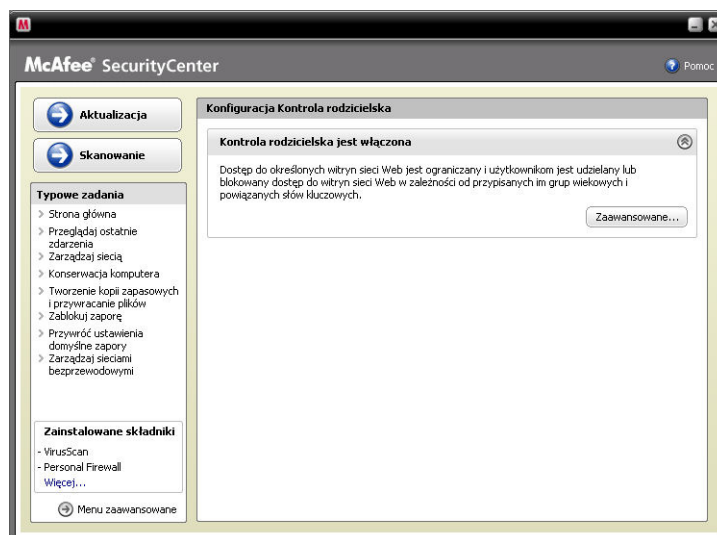 McAfee® SecurityCenter
Pomoc
Aktualizacja
Skanowanie
Typowe zadania
Strona główna
Przeglądaj ostatnie
zdarzenia
Zarządzaj siecią
Konserwacja komputera
Tworzenie kopii zapasowych
i przywracanie plików
Zablokuj zaporę
Przywróć ustawienia
domyślne zapory
Zarządzaj sieciami
bezprzewodowymi
Zainstalowane składniki
- VirusScan
- Personal Firewall
Więcej...
Menu zaawansowane
Konfiguracja Kontrola rodzicielska
Kontrola rodzicielska jest włączona
Dostęp do określonych witryn sieci Web jest ograniczany i użytkownikom jest udzielany lub
blokowany dostęp do witryn sieci Web w zależności od przypisanych im grup wiekowych i
powiązanych słów kluczowych.
Zaawansowane...